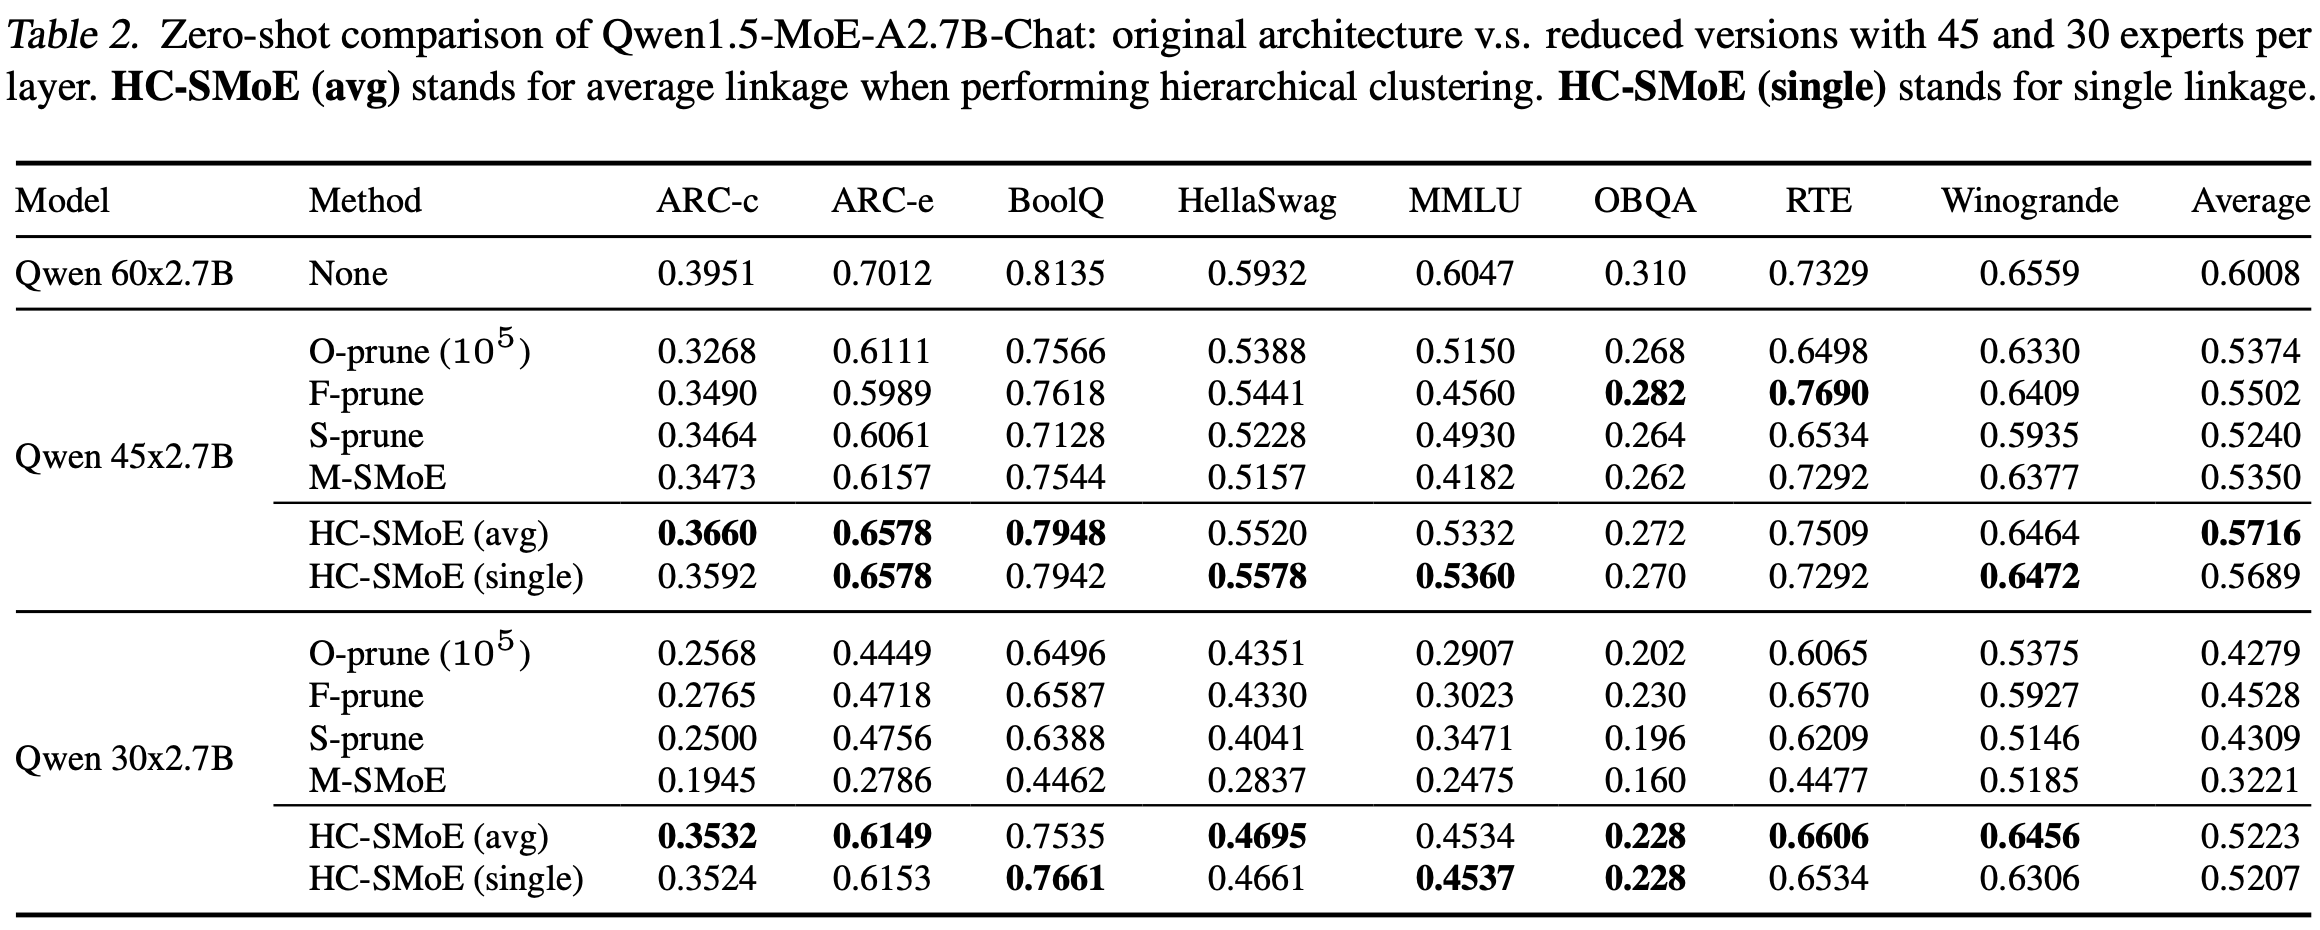 Table 2. Zero-shot comparison of Qwen1.5-MoE-A2.7B-Chat: original architecture v.s. reduced versions with 45 and 30 experts per
layer. HC-SMoE (avg) stands for average linkage when performing hierarchical clustering. HC-SMoE (single) stands for single linkage.
Model Method ARC-c ARC-e BoolQ HellaSwag MMLU OBQA RTE Winogrande Average
Qwen 60x2.7B None 0.3951 0.7012 0.8135 0.5932 0.6047 0.310 0.7329 0.6559 0.6008
Qwen 45x2.7B
O-prune (10⁵) 0.3268 0.6111 0.7566 0.5388 0.5150 0.268 0.6498 0.6330 0.5374
F-prune 0.3490 0.5989 0.7618 0.5441 0.4560 0.282 0.7690 0.6409 0.5502
S-prune 0.3464 0.6061 0.7128 0.5228 0.4930 0.264 0.6534 0.5935 0.5240
M-SMoE 0.3473 0.6157 0.7544 0.5157 0.4182 0.262 0.7292 0.6377 0.5350
HC-SMoE (avg) 0.3660 0.6578 0.7948 0.5520 0.5332 0.272 0.7509 0.6464 0.5716
HC-SMoE (single) 0.3592 0.6578 0.7942 0.5578 0.5360 0.270 0.7292 0.6472 0.5689
Qwen 30x2.7B
O-prune (10⁵) 0.2568 0.4449 0.6496 0.4351 0.2907 0.202 0.6065 0.5375 0.4279
F-prune 0.2765 0.4718 0.6587 0.4330 0.3023 0.230 0.6570 0.5927 0.4528
S-prune 0.2500 0.4756 0.6388 0.4041 0.3471 0.196 0.6209 0.5146 0.4309
M-SMoE 0.1945 0.2786 0.4462 0.2837 0.2475 0.160 0.4477 0.5185 0.3221
HC-SMoE (avg) 0.3532 0.6149 0.7535 0.4695 0.4534 0.228 0.6606 0.6456 0.5223
HC-SMoE (single) 0.3524 0.6153 0.7661 0.4661 0.4537 0.228 0.6534 0.6306 0.5207